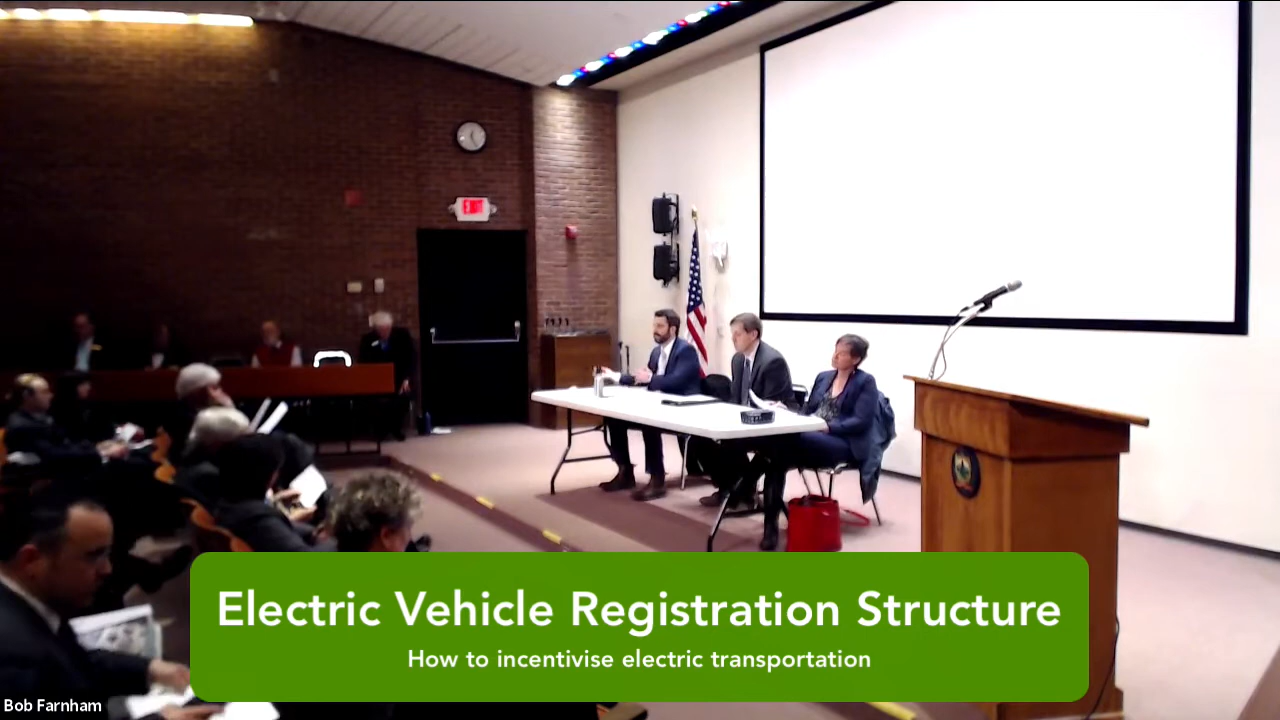 Electric Vehicle Registration Structure
How to incentivise electric transportation
Bob Farnham